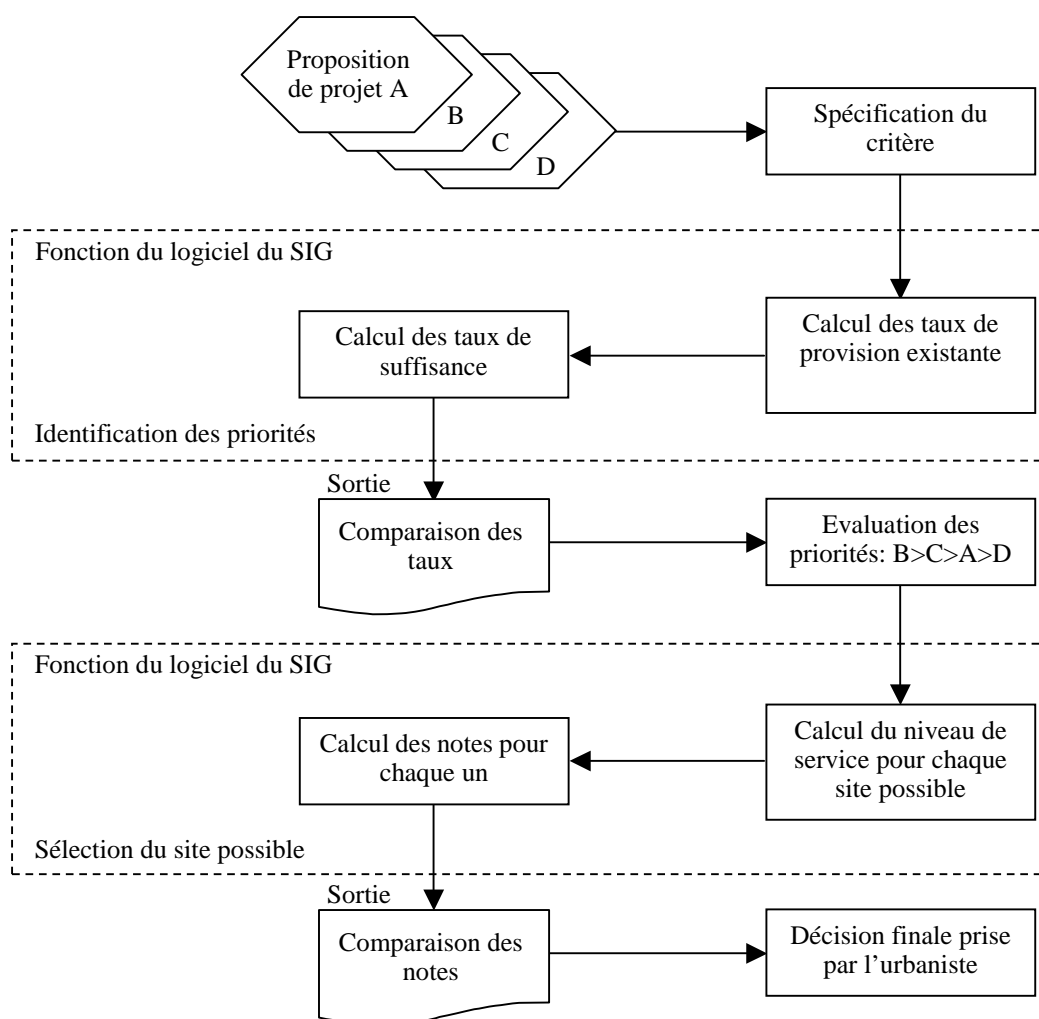 Proposition
de projet A
B
C
D
Spécification du
critère
Fonction du logiciel du SIG
Calcul des taux de
provision existante
Calcul des taux de
suffisance
Identification des priorités
Sortie
Comparaison des
taux
Evaluation des
priorités: B>C>A>D
Fonction du logiciel du SIG
Calcul du niveau de
service pour chaque
site possible
Calcul des notes pour
chaque un
Sélection du site possible
Sortie
Comparaison des
notes
Décision finale prise
par l’urbaniste